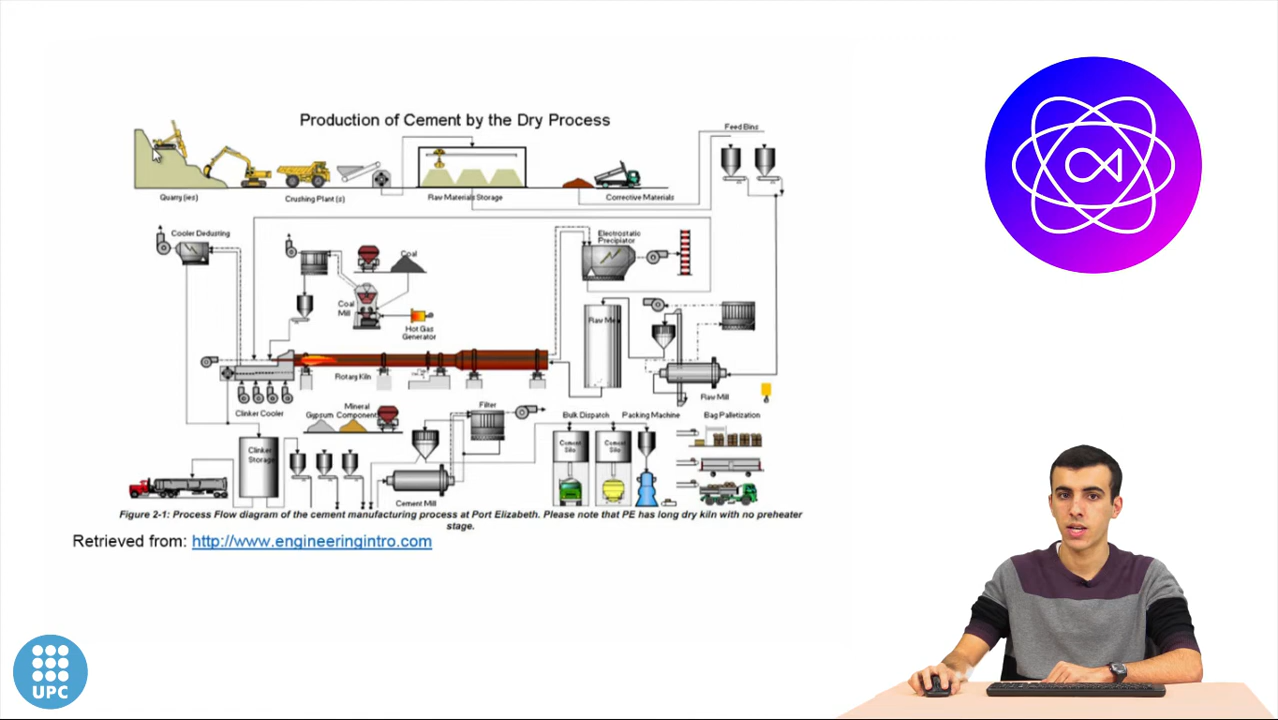 Production of Cement by the Dry Process
Feed Bins
Quarry (ies)
Crushing Plant (s)
Raw Materials Storage
Corrective Materials
Cooler Dedusting
Coal
Electrostatic
Precipiator
Coal
Mill
Hot Gas
Generator
Raw
Raw Mill
Rotary Kiln
Clinker Cooler
Gypsum
Mineral
Component
Filter
Bulk Dispatch
Packing Machine
Bag Palletization
Clinker
Storage
Cement
Silo
Cement
Silo
Cement Mill
Figure 2-1: Process Flow diagram of the cement manufacturing process at Port Elizabeth. Please note that PE has long dry kiln with no preheater
stage.
Retrieved from: http://www.engineeringintro.com
UPC